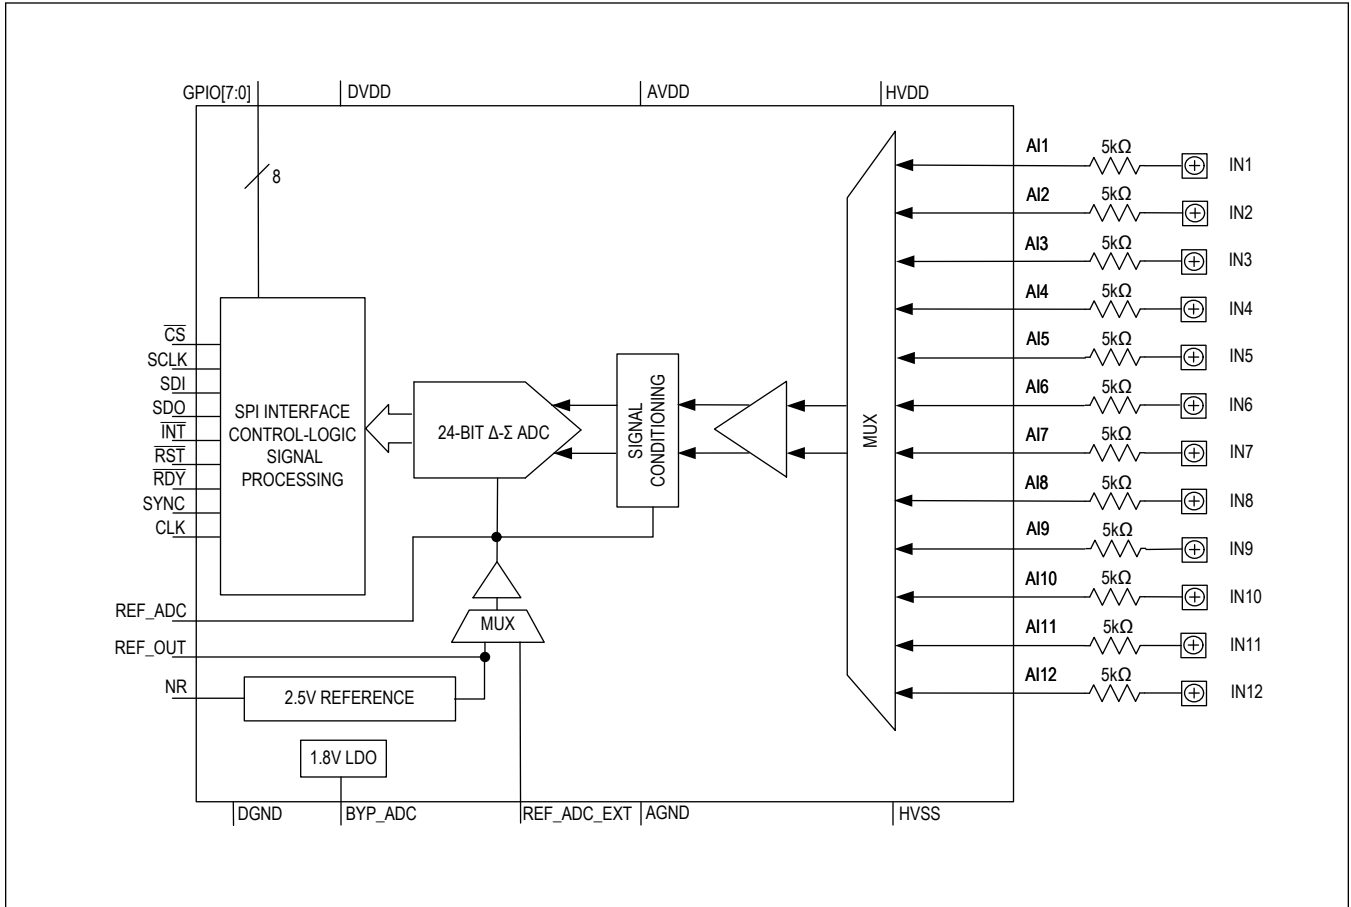 GPIO[7:0]
DVDD
AVDD
HVDD
8
AI1
5kΩ
IN1
AI2
5kΩ
IN2
AI3
5kΩ
IN3
AI4
5kΩ
IN4
AI5
5kΩ
IN5
AI6
5kΩ
IN6
AI7
5kΩ
IN7
AI8
5kΩ
IN8
AI9
5kΩ
IN9
AI10
5kΩ
IN10
AI11
5kΩ
IN11
AI12
5kΩ
IN12
CS
SCLK
SDI
SDO
INT
RST
RDY
SYNC
CLK
SPI INTERFACE
CONTROL-LOGIC
SIGNAL
PROCESSING
24-BIT Δ-Σ ADC
SIGNAL
CONDITIONING
MUX
REF_ADC
REF_OUT
NR
MUX
2.5V REFERENCE
1.8V LDO
DGND
BYP_ADC
REF_ADC_EXT
AGND
HVSS